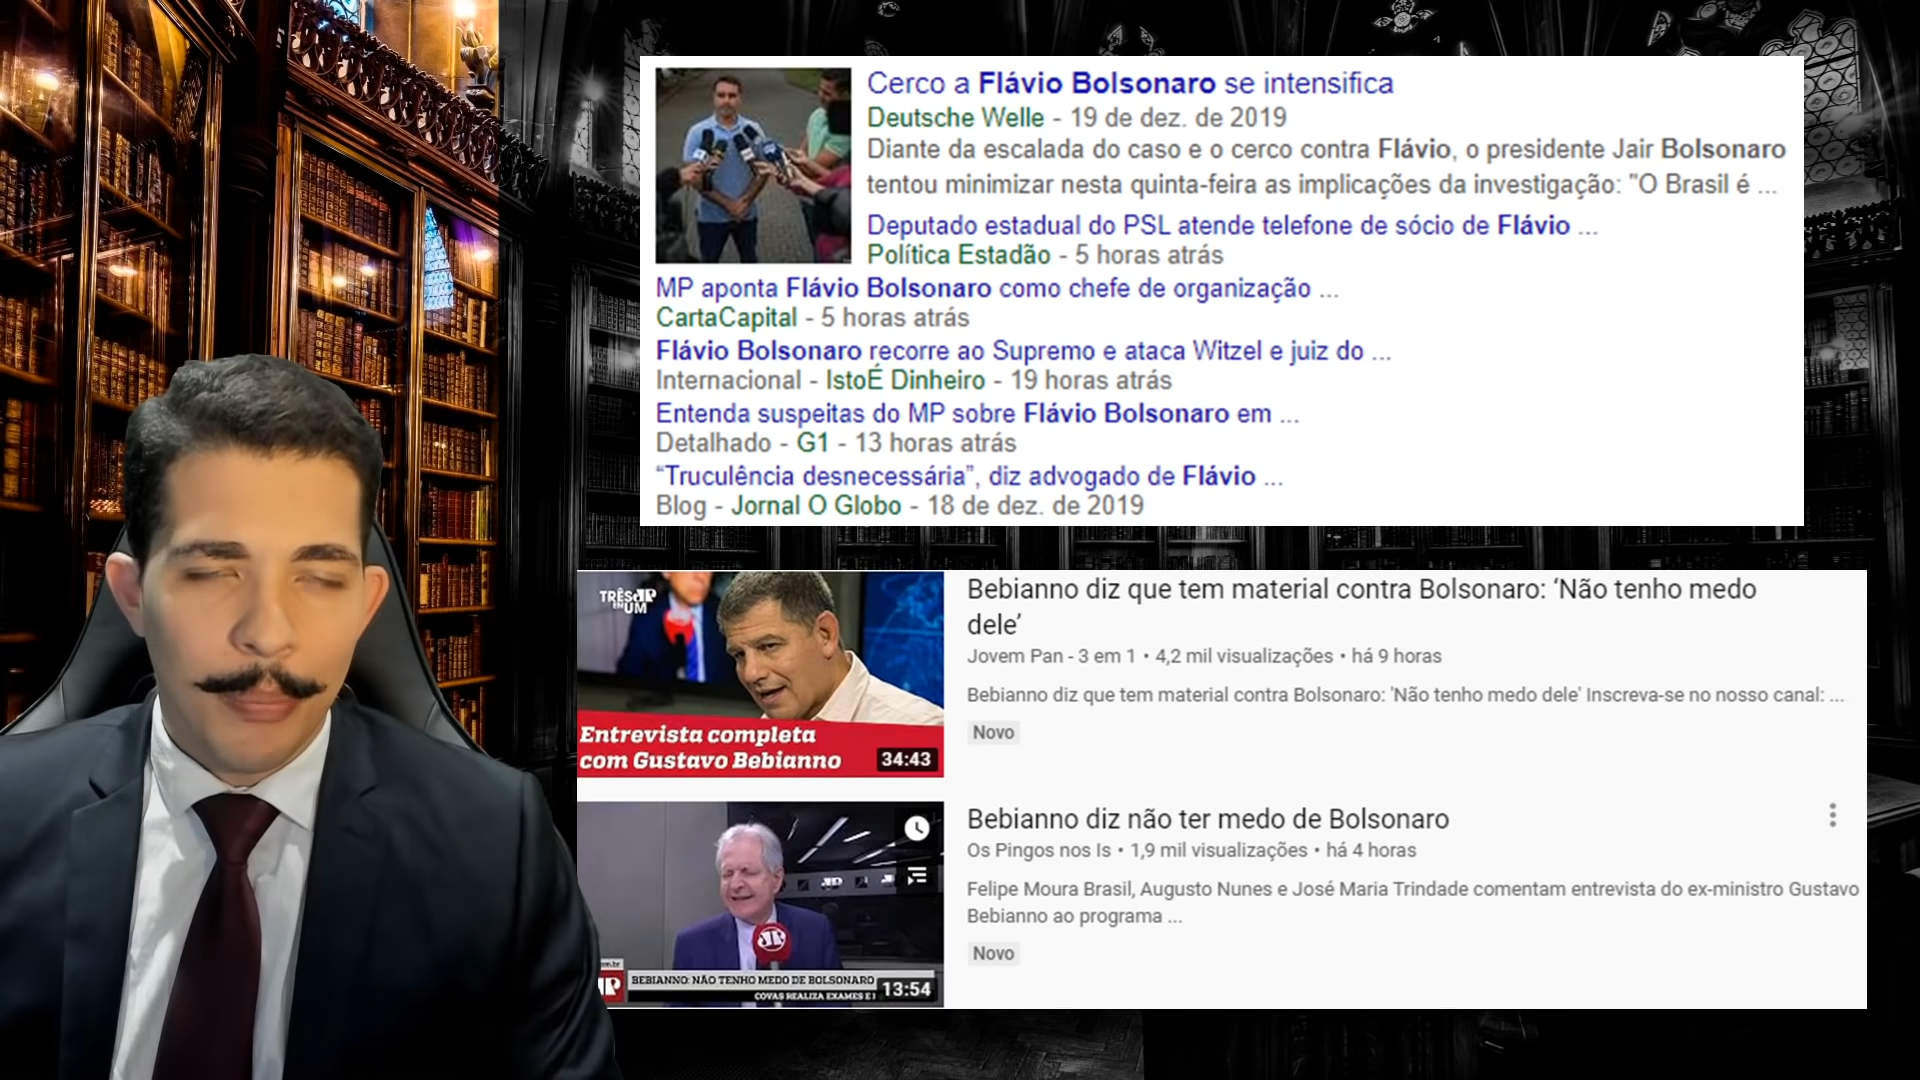 Cerco a Flávio Bolsonaro se intensifica
Deutsche Welle - 19 de dez. de 2019
Diante da escalada do caso e o cerco contra Flávio, o presidente Jair Bolsonaro
tentou minimizar nesta quinta-feira as implicações da investigação: "O Brasil é ...
Deputado estadual do PSL atende telefone de sócio de Flávio ...
Política Estadão - 5 horas atrás
MP aponta Flávio Bolsonaro como chefe de organização ...
CartaCapital - 5 horas atrás
Flávio Bolsonaro recorre ao Supremo e ataca Witzel e juiz do ...
Internacional - IstoÉ Dinheiro - 19 horas atrás
Entenda suspeitas do MP sobre Flávio Bolsonaro em ...
Detalhado - G1 - 13 horas atrás
“Truculência desnecessária”, diz advogado de Flávio ...
Blog - Jornal O Globo - 18 de dez. de 2019
TRÊS JP
EM UM
Entrevista completa
com Gustavo Bebianno
34:43
Bebianno diz que tem material contra Bolsonaro: ‘Não tenho medo
dele’
Jovem Pan - 3 em 1 • 4,2 mil visualizações • há 9 horas
Bebianno diz que tem material contra Bolsonaro: 'Não tenho medo dele' Inscreva-se no nosso canal: ...
Novo
JP
JP
BEBIANNO: NÃO TENHO MEDO DE BOLSONARO
COVAS REALIZA EXAMES E
13:54
Bebianno diz não ter medo de Bolsonaro
Os Pingos nos Is • 1,9 mil visualizações • há 4 horas
Felipe Moura Brasil, Augusto Nunes e José Maria Trindade comentam entrevista do ex-ministro Gustavo
Bebianno ao programa ...
Novo